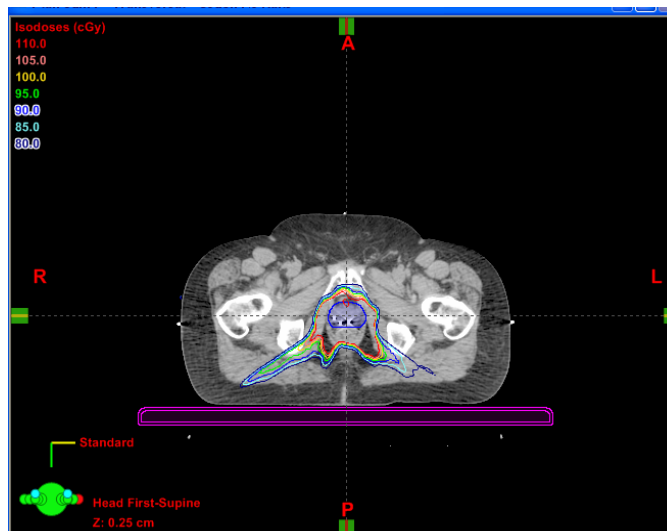 Isodoses (cGy)
110.0
105.0
100.0
95.0
90.0
85.0
80.0
A
R
L
Standard
Head First-Supine
Z: 0.25 cm
P